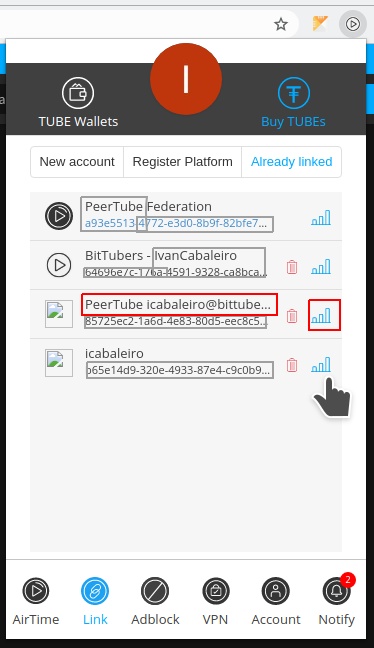 I
TUBE Wallets
Buy TUBEs
New account
Register Platform
Already linked
PeerTube Federation
a93e5513-4772-e3d0-8b9f-82bfe7...
BitTubers - IvanCabaleiro
64696e7c-176a-4591-9328-ca8bca...
PeerTube icabaleiro@bittube...
85725ec2-1a6d-4e83-80d5-eec8c5...
icabaleiro
b65e14d9-320e-4933-87e4-c9c0b9...
2
AirTime
Link
Adblock
VPN
Account
Notify